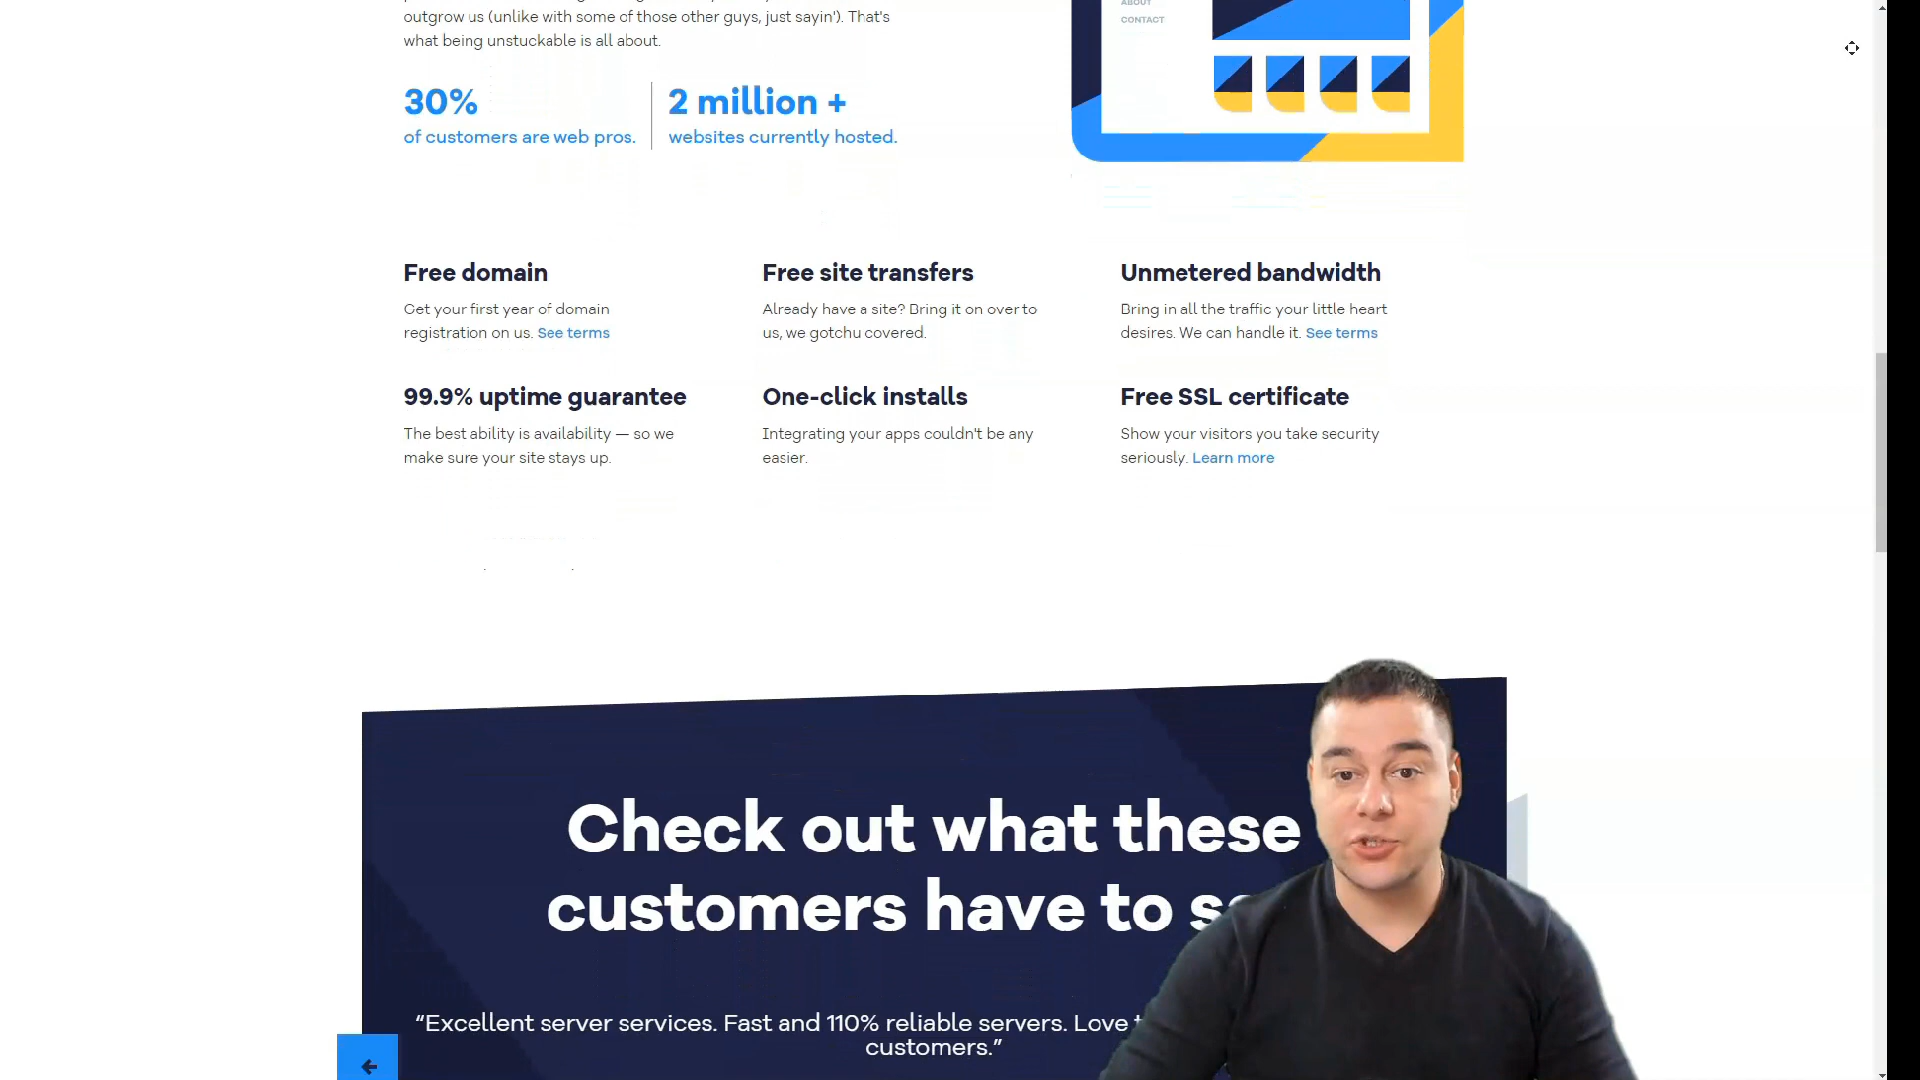 outgrow us (unlike with some of those other guys, just sayin'). That's
what being unstuckable is all about.
30%
of customers are web pros.
2 million +
websites currently hosted.
ABOUT
CONTACT
Free domain
Get your first year of domain
registration on us. See terms
Free site transfers
Already have a site? Bring it on over to
us, we gotchu covered.
Unmetered bandwidth
Bring in all the traffic your little heart
desires. We can handle it. See terms
99.9% uptime guarantee
The best ability is availability — so we
make sure your site stays up.
One-click installs
Integrating your apps couldn't be any
easier.
Free SSL certificate
Show your visitors you take security
seriously. Learn more
Check out what these
customers have to
“Excellent server services. Fast and 110% reliable servers. Love
customers.”